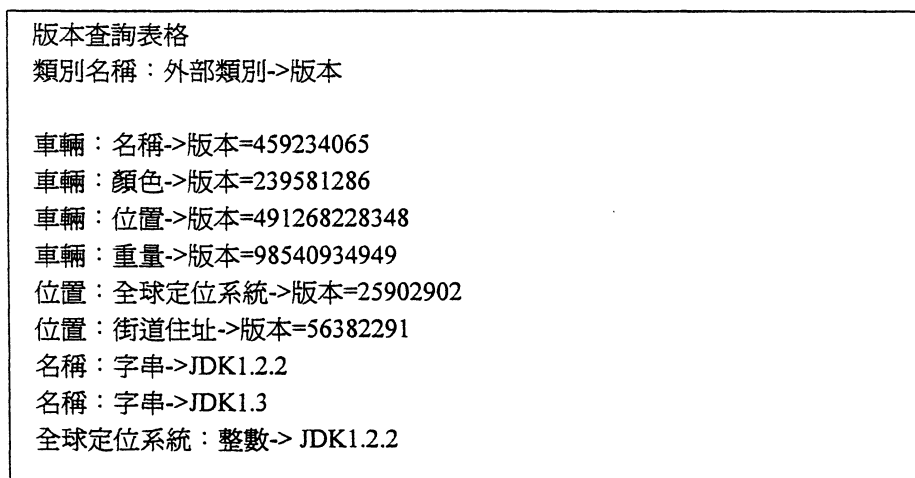 版本查詢表格
類別名稱：外部類別->版本
車輛：名稱->版本=459234065
車輛：顏色->版本=239581286
車輛：位置->版本=491268228348
車輛：重量->版本=98540934949
位置：全球定位系統->版本=25902902
位置：街道住址->版本=56382291
名稱：字串->JDK1.2.2
名稱：字串->JDK1.3
全球定位系統：整數-> JDK1.2.2